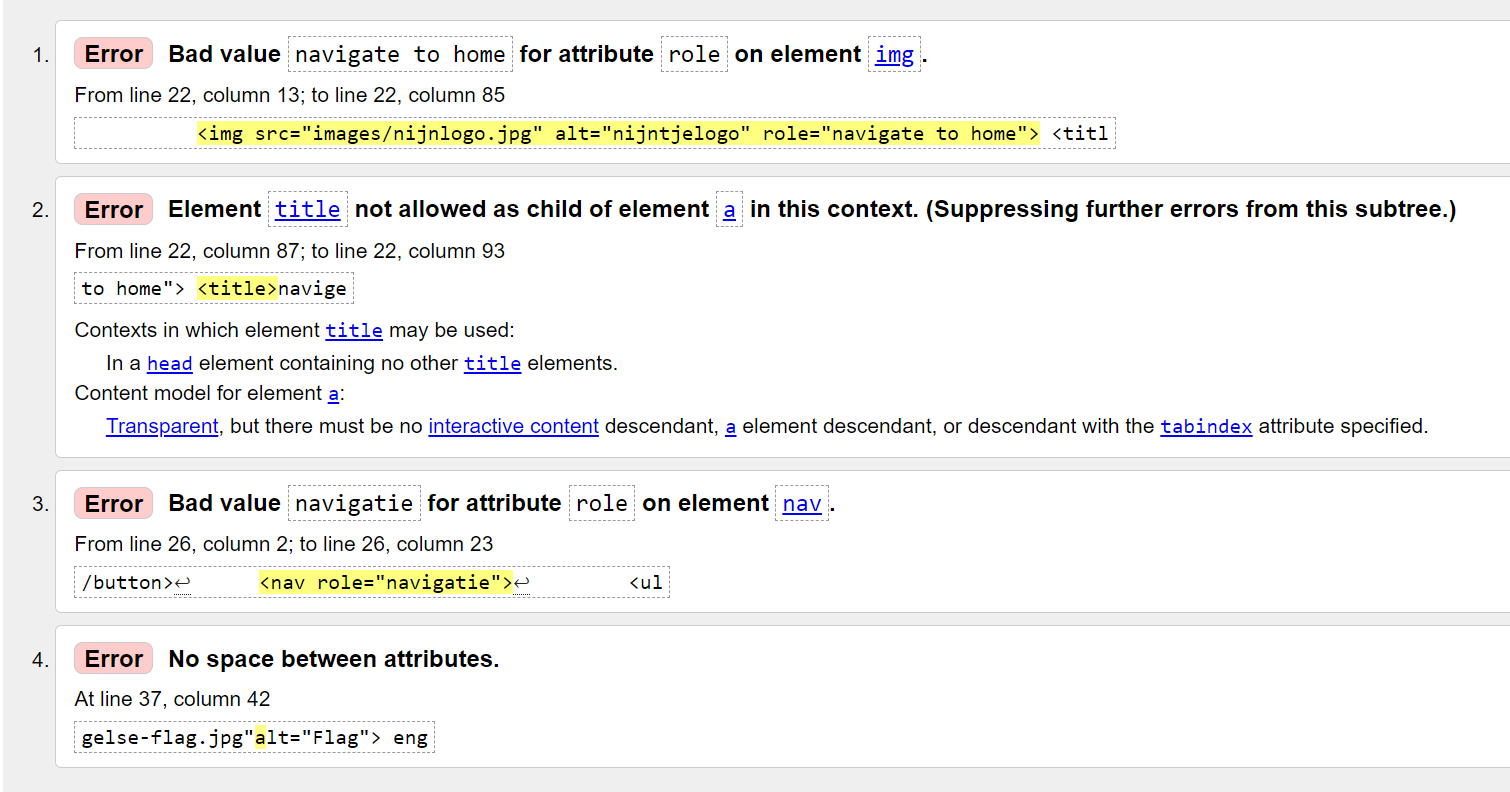 1. Error Bad value navigate to home for attribute role on element img.
From line 22, column 13; to line 22, column 85
<img src="images/nijnlogo.jpg" alt="nijntjelogo" role="navigate to home"> <titl
2. Error Element title not allowed as child of element a in this context. (Suppressing further errors from this subtree.)
From line 22, column 87; to line 22, column 93
to home"> <title>navige
Contexts in which element title may be used:
In a head element containing no other title elements.
Content model for element a:
Transparent, but there must be no interactive content descendant, a element descendant, or descendant with the tabindex attribute specified.
3. Error Bad value navigatie for attribute role on element nav.
From line 26, column 2; to line 26, column 23
/button>↩ <nav role="navigatie">↩ <ul
4. Error No space between attributes.
At line 37, column 42
gelse-flag.jpg"alt="Flag"> eng